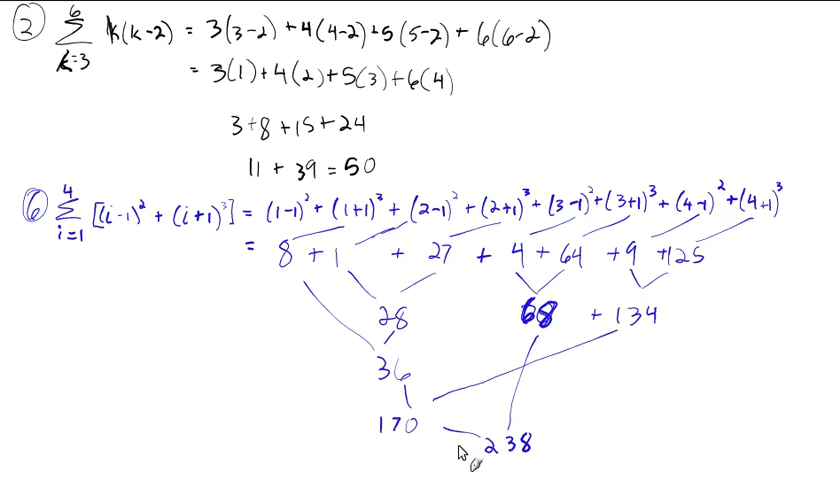 ② ∑_{k=3}^{6} k(k-2) = 3(3-2) + 4(4-2) + 5(5-2) + 6(6-2)
= 3(1) + 4(2) + 5(3) + 6(4)
3 + 8 + 15 + 24
11 + 39 = 50
⑥ ∑_{i=1}^{4} [(i-1)² + (i+1)³] = (1-1)² + (1+1)³ + (2-1)² + (2+1)³ + (3-1)² + (3+1)³ + (4-1)² + (4+1)³
= 8 + 1 + 27 + 4 + 64 + 9 + 125
28 68 + 134
36
170
238